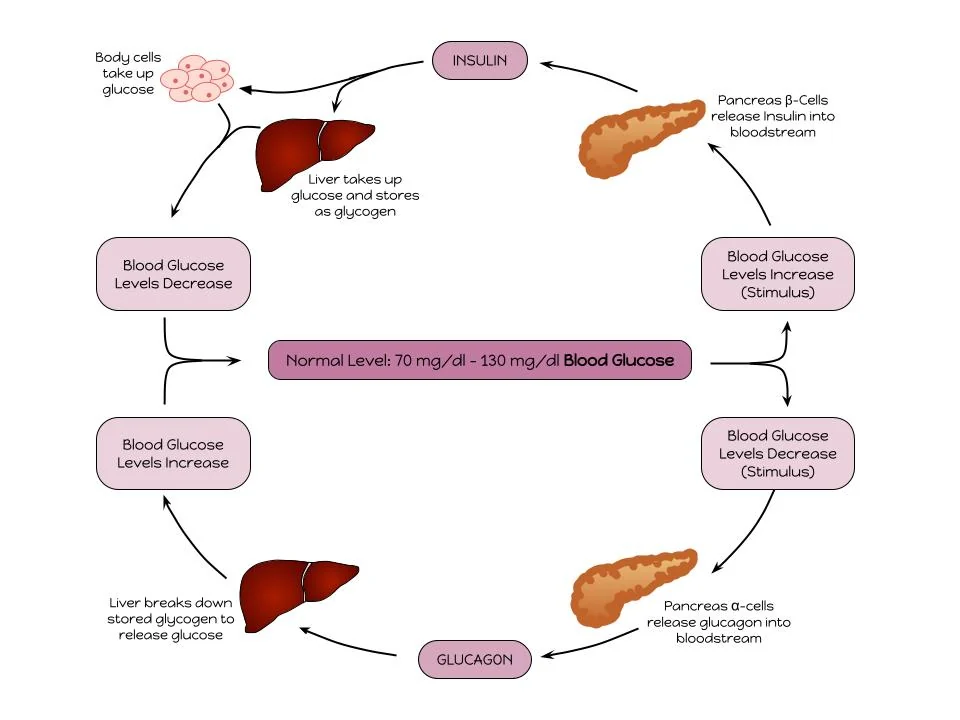 INSULIN
Body cells
take up
glucose
Pancreas β-Cells
release Insulin into
bloodstream
Liver takes up
glucose and stores
as glycogen
Blood Glucose
Levels Decrease
Blood Glucose
Levels Increase
(Stimulus)
Normal Level: 70 mg/dl - 130 mg/dl Blood Glucose
Blood Glucose
Levels Increase
Blood Glucose
Levels Decrease
(Stimulus)
Liver breaks down
stored glycogen to
release glucose
Pancreas α-cells
release glucagon into
bloodstream
GLUCAGON